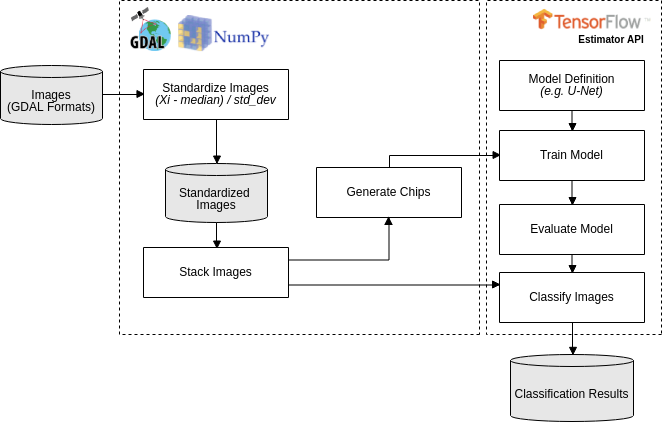 GDAL
NumPy
TensorFlow™
Estimator API
Images
(GDAL Formats)
Standardize Images
(Xi - median) / std_dev
Standardized
Images
Stack Images
Generate Chips
Model Definition
(e.g. U-Net)
Train Model
Evaluate Model
Classify Images
Classification Results